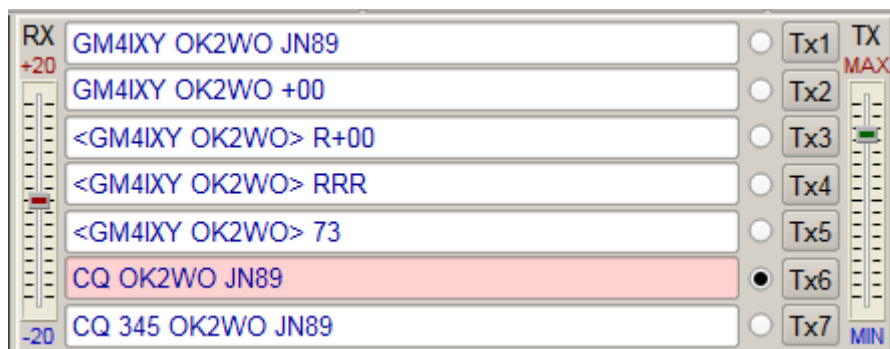 RX GM4IXY OK2WO JN89 Tx1 TX
+20 MAX
GM4IXY OK2WO +00 Tx2
<GM4IXY OK2WO> R+00 Tx3
<GM4IXY OK2WO> RRR Tx4
<GM4IXY OK2WO> 73 Tx5
CQ OK2WO JN89 Tx6
-20 CQ 345 OK2WO JN89 Tx7 MIN